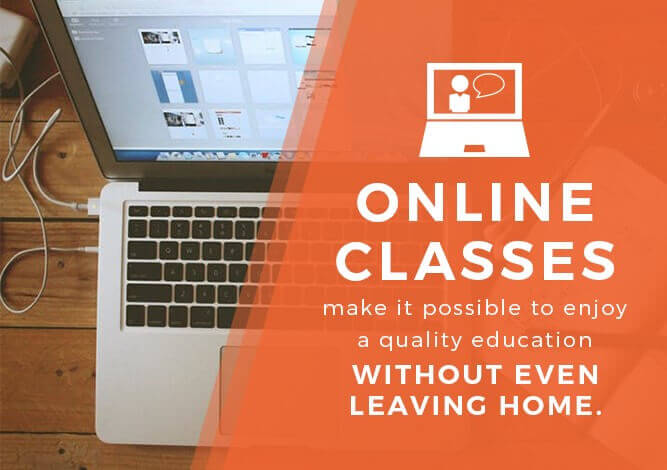 ONLINE
CLASSES
make it possible to enjoy
a quality education
WITHOUT EVEN
LEAVING HOME.